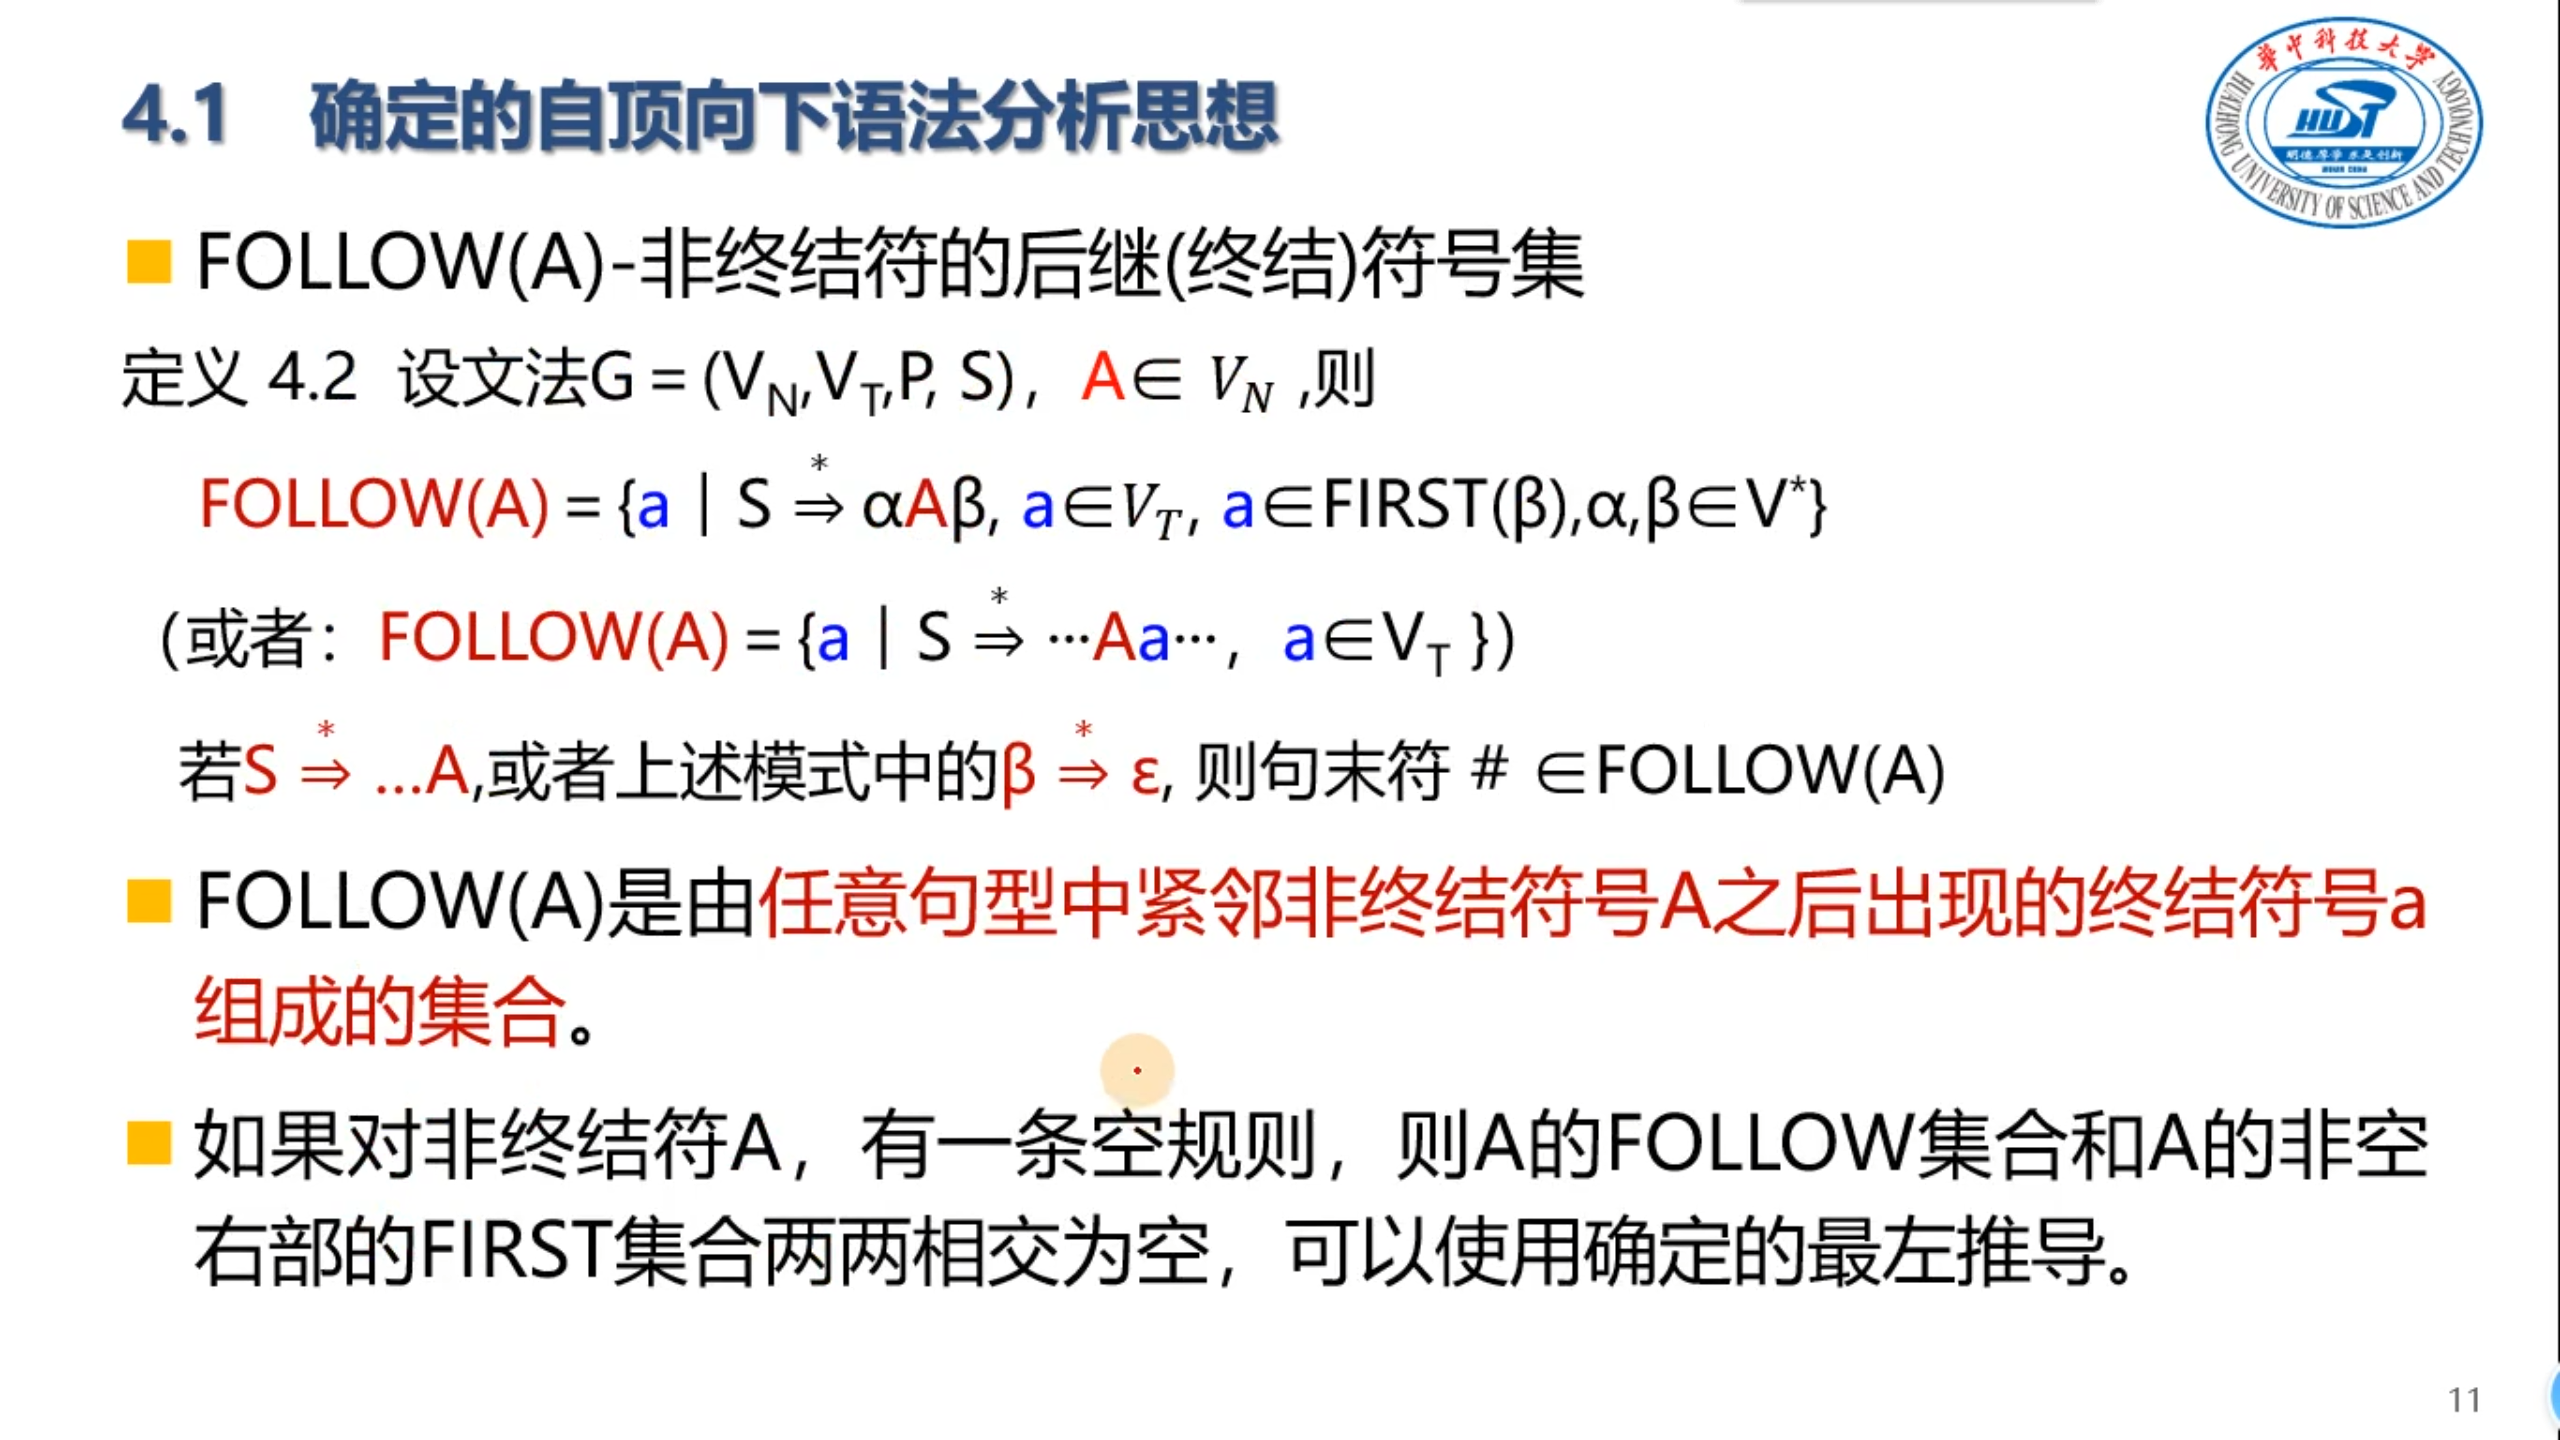 4.1 确定的自顶向下语法分析思想
华中科技大学
HUAZHONG UNIVERSITY OF SCIENCE AND TECHNOLOGY
HUST
FOLLOW(A)-非终结符的后继(终结)符号集
定义 4.2 设文法G = (V_N,V_T,P, S)，A∈ V_N ,则
FOLLOW(A) = {a｜S ⇒* αAβ, a∈V_T, a∈FIRST(β),α,β∈V*}
(或者：FOLLOW(A) = {a｜S ⇒* ···Aa···，a∈V_T })
若S ⇒* ...A,或者上述模式中的β ⇒* ε, 则句末符 # ∈FOLLOW(A)
FOLLOW(A)是由任意句型中紧邻非终结符号A之后出现的终结符号a
组成的集合。
如果对非终结符A，有一条空规则，则A的FOLLOW集合和A的非空
右部的FIRST集合两两相交为空，可以使用确定的最左推导。
11